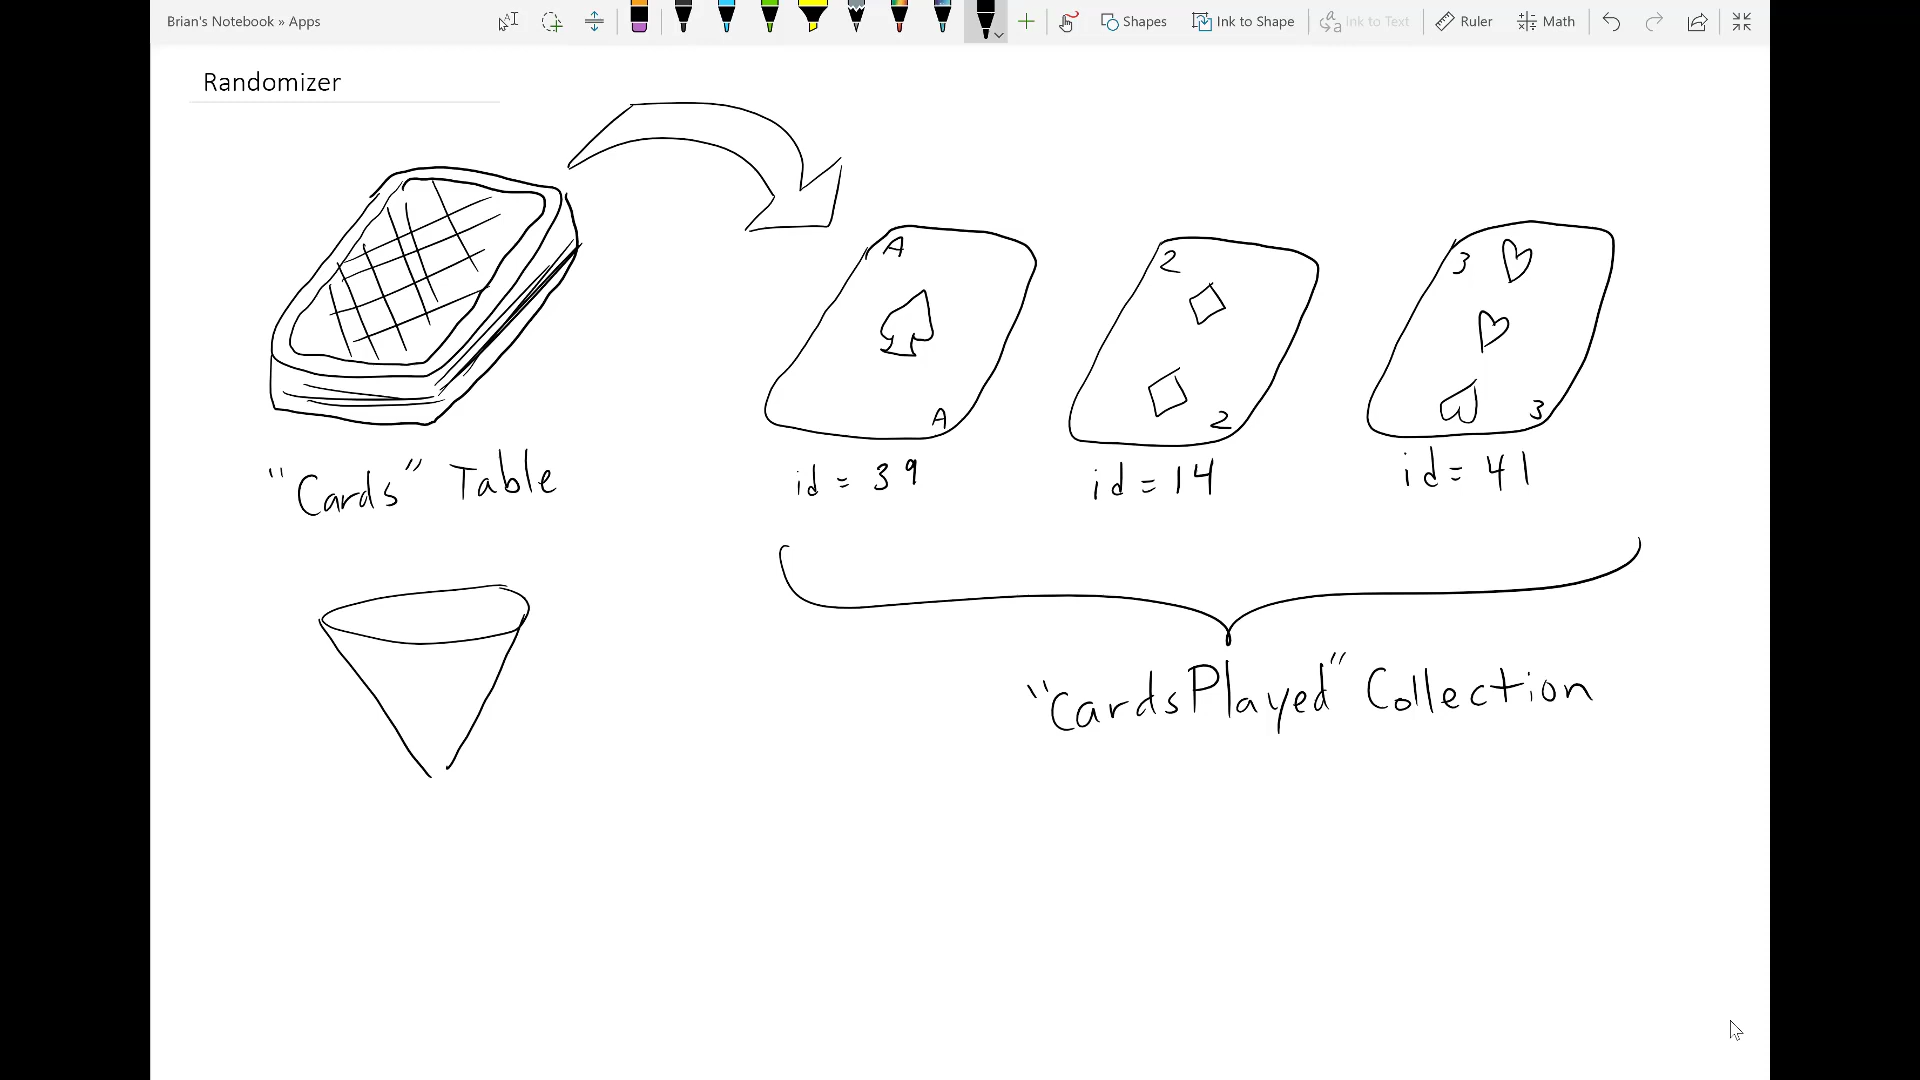 Brian's Notebook » Apps
Shapes
Ink to Shape
Ink to Text
Ruler
Math
Randomizer
A
A
2
2
3
3
id = 39
id = 14
id = 41
"Cards" Table
"CardsPlayed" Collection